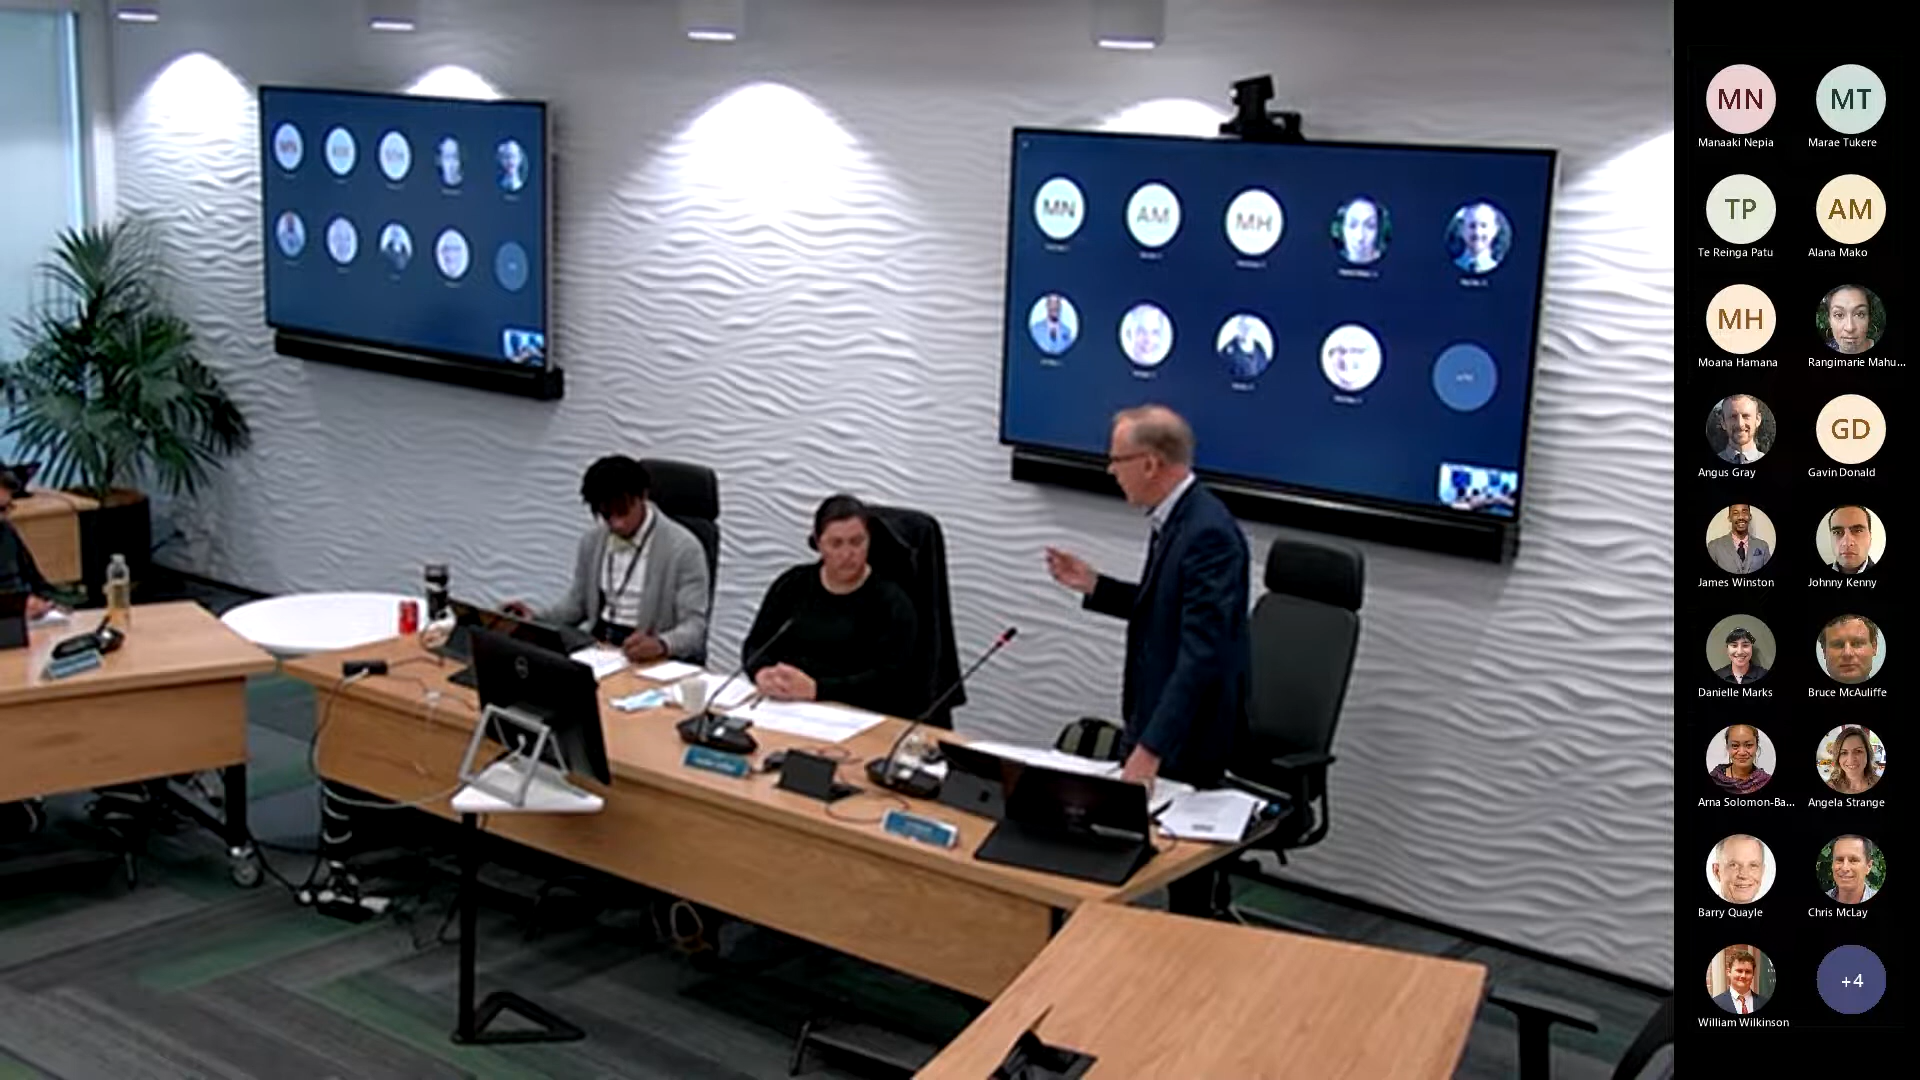 MN
AM
MH
MN MT
Manaaki Nepia Marae Tukere
TP AM
Te Reinga Patu Alana Mako
MH
Moana Hamana Rangimarie Mahu...
GD
Angus Gray Gavin Donald
James Winston Johnny Kenny
Danielle Marks Bruce McAuliffe
Arna Solomon-Ba... Angela Strange
Barry Quayle Chris McLay
+4
William Wilkinson